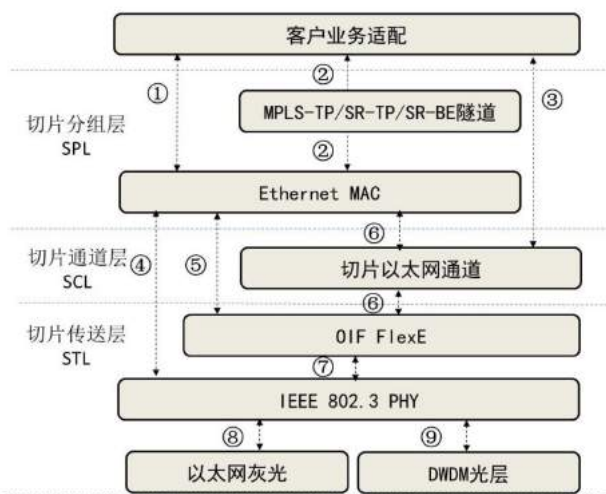 客户业务适配
①
②
③
切片分组层
SPL
MPLS-TP/SR-TP/SR-BE隧道
②
Ethernet MAC
⑥
切片通道层
SCL
④
⑤
切片以太网通道
⑥
切片传送层
STL
OIF FlexE
⑦
IEEE 802.3 PHY
⑧
⑨
以太网灰光
DWDM光层